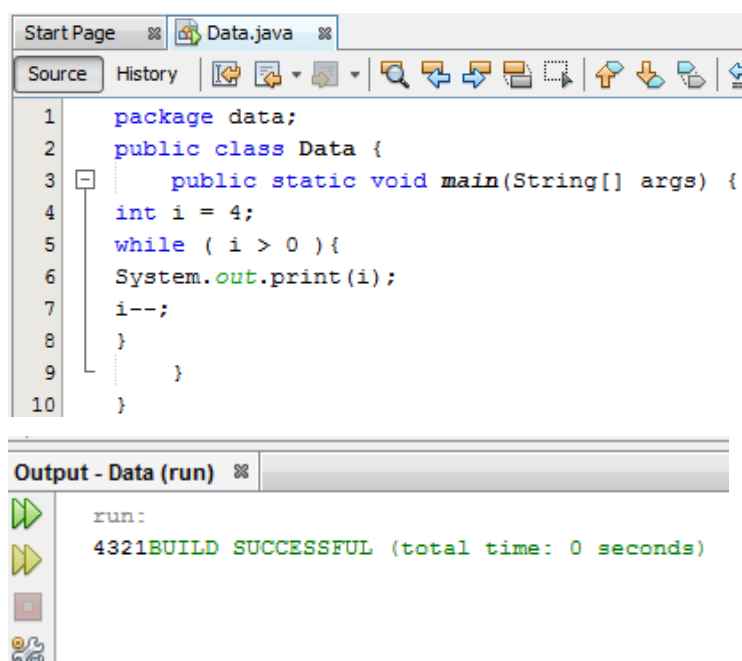 Start Page Data.java
Source History
1 package data;
2 public class Data {
3 public static void main(String[] args) {
4 int i = 4;
5 while ( i > 0 ){
6 System.out.print(i);
7 i--;
8 }
9 }
10 }
Output - Data (run)
run:
4321BUILD SUCCESSFUL (total time: 0 seconds)